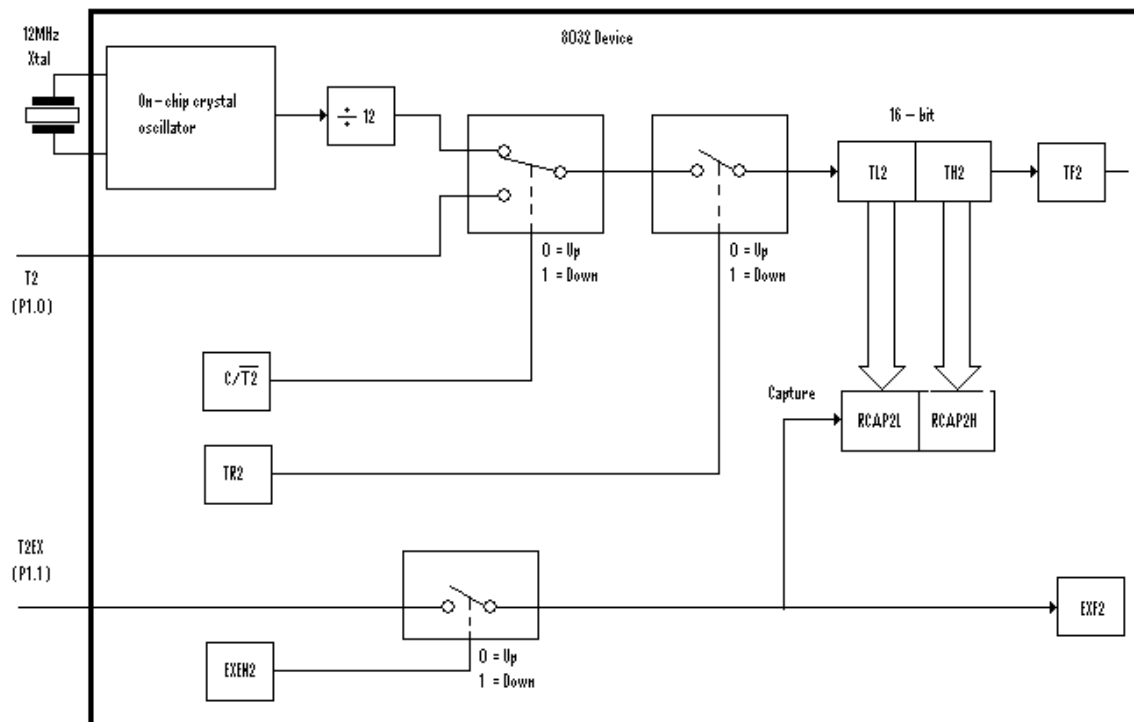 12MHz
Xtal
8032 Device
On-chip crystal
oscillator
÷ 12
16 - bit
TL2
TH2
TF2
0 = Up
1 = Down
0 = Up
1 = Down
T2
(P1.0)
C/T̅2̅
Capture
RCAP2L
RCAP2H
TR2
T2EX
(P1.1)
EXF2
EXEN2
0 = Up
1 = Down